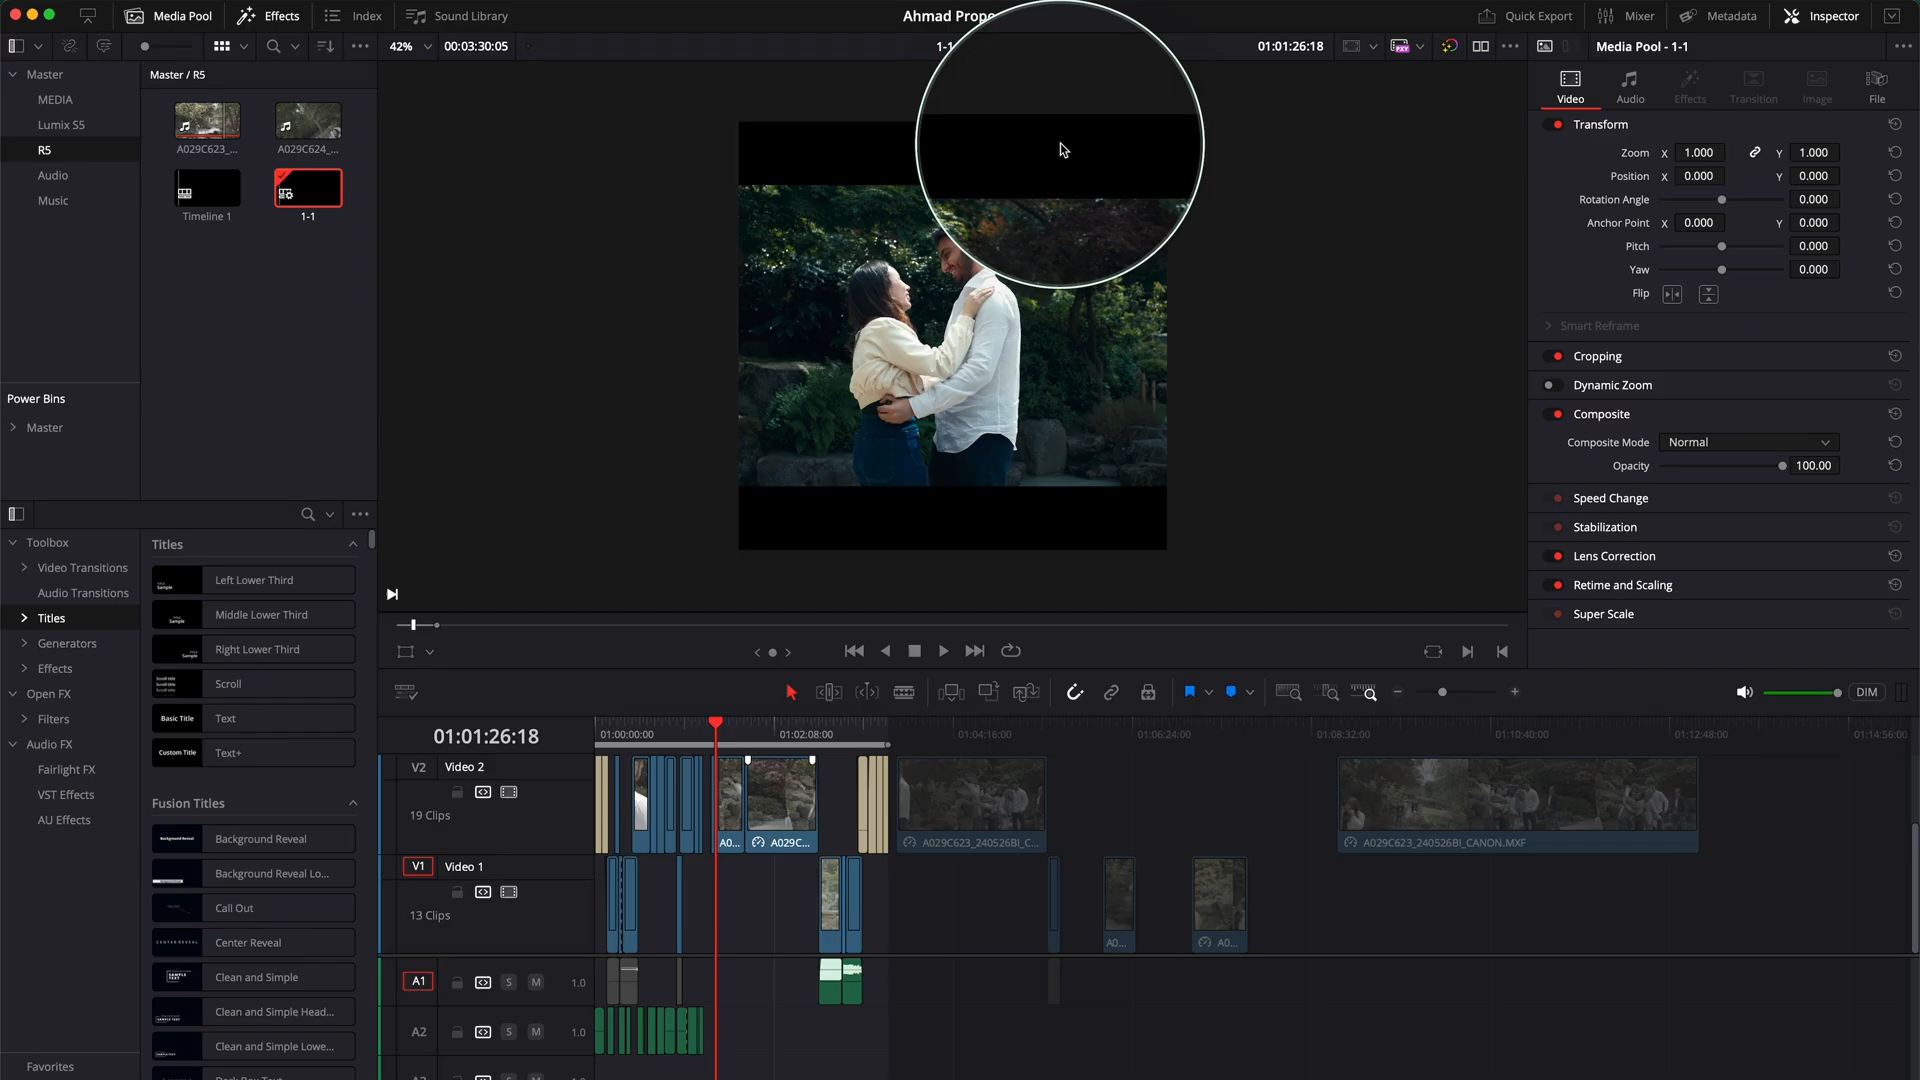 Media Pool
Effects
Index
Sound Library
Ahmad Propo
Quick Export
Mixer
Metadata
Inspector
42%
00:03:30:05
1-1
01:01:26:18
Media Pool - 1-1
Master
MEDIA
Lumix S5
R5
Audio
Music
Power Bins
Master
Master / R5
A029C623_...
A029C624_...
Timeline 1
1-1
Video
Audio
Effects
Transition
Image
File
Transform
Zoom X 1.000 Y 1.000
Position X 0.000 Y 0.000
Rotation Angle 0.000
Anchor Point X 0.000 Y 0.000
Pitch 0.000
Yaw 0.000
Flip
Smart Reframe
Cropping
Dynamic Zoom
Composite
Composite Mode Normal
Opacity 100.00
Speed Change
Stabilization
Lens Correction
Retime and Scaling
Super Scale
Toolbox
Video Transitions
Audio Transitions
Titles
Generators
Effects
Open FX
Filters
Audio FX
Fairlight FX
VST Effects
AU Effects
Favorites
Titles
Left Lower Third
Middle Lower Third
Right Lower Third
Scroll
Basic Title Text
Custom Title Text+
Fusion Titles
Background Reveal Background Reveal
Background Reveal Lo...
Call Out
CENTER REVEAL Center Reveal
SAMPLE TEXT Clean and Simple
Clean and Simple Head...
Clean and Simple Lowe...
DIM
01:01:26:18
01:00:00:00
01:02:08:00
01:04:16:00
01:06:24:00
01:08:32:00
01:10:40:00
01:12:48:00
01:14:56:00
V2 Video 2
19 Clips
A0...
A029C...
A029C623_240526BI_C...
A029C623_240526BI_CANON.MXF
V1 Video 1
13 Clips
A0...
A0...
A1 S M 1.0
A2 S M 1.0